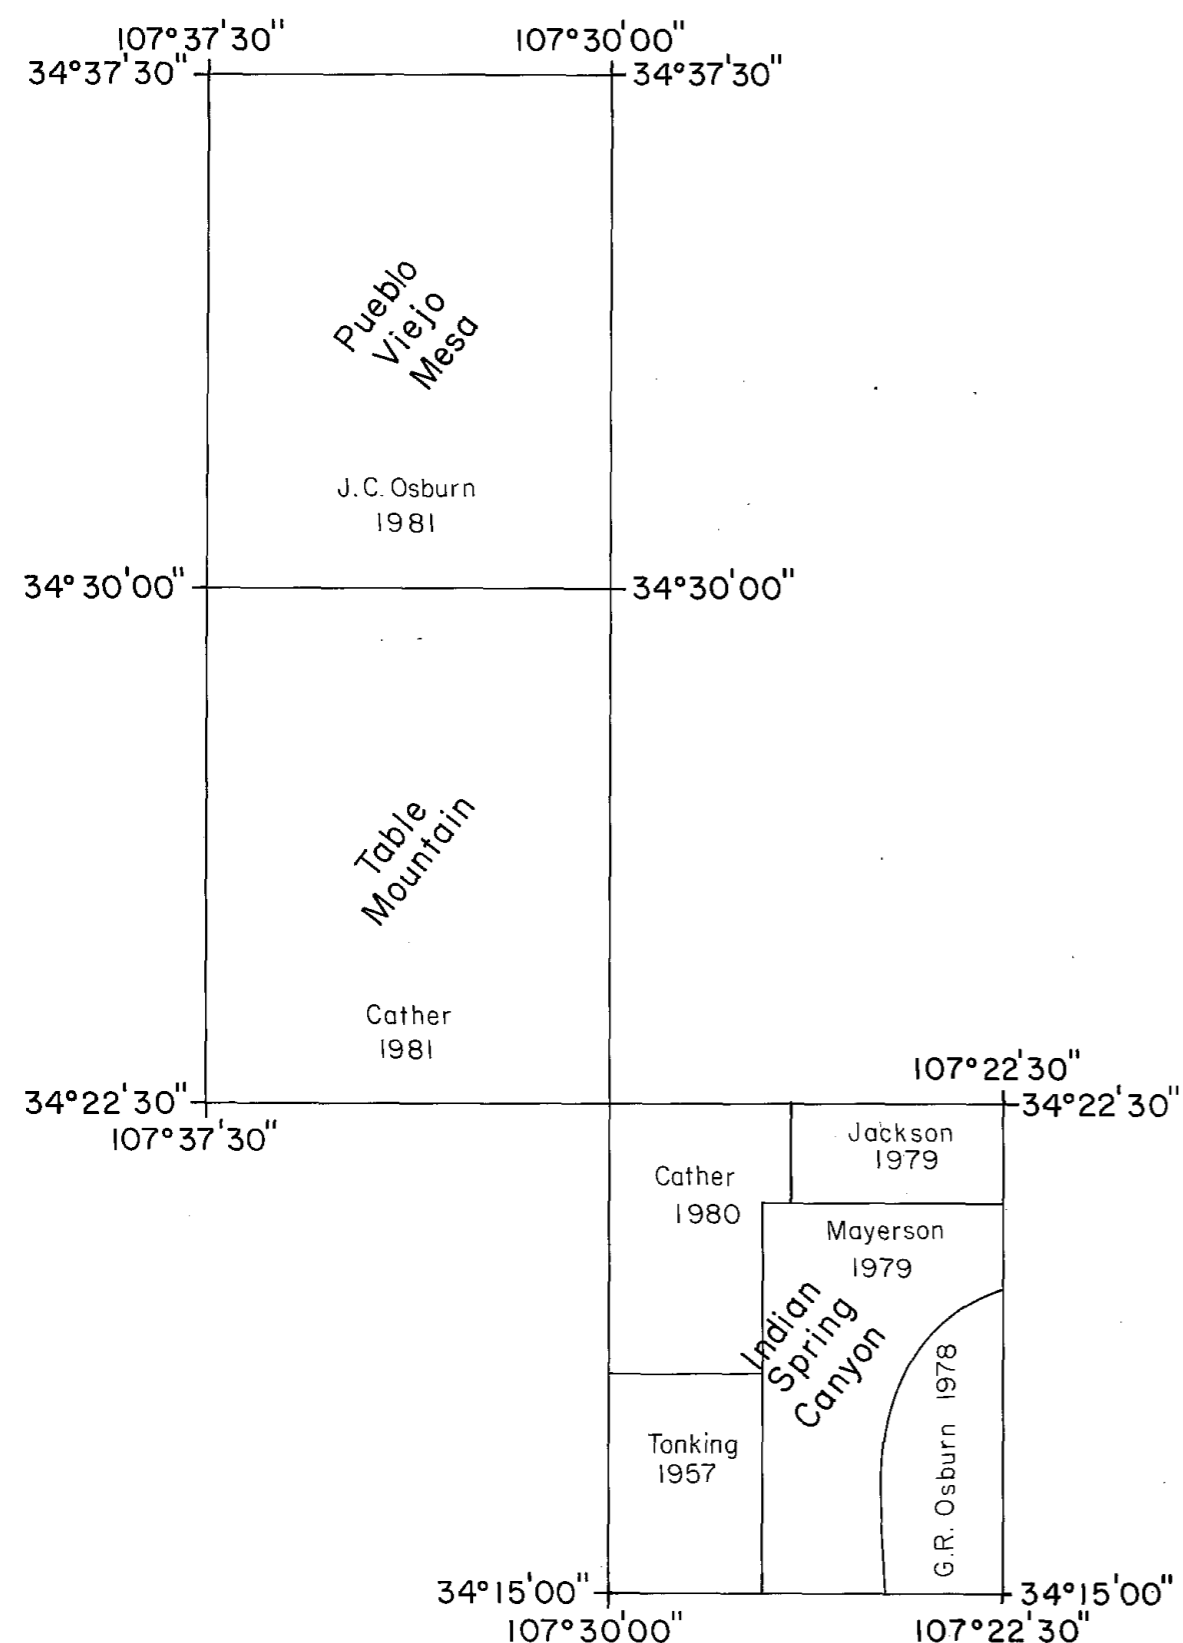 107°37'30"
107°30'00"
34°37'30"
34°37'30"
Pueblo
Viejo
Mesa
J.C. Osburn
1981
34°30'00"
34°30'00"
Table
Mountain
Cather
1981
107°22'30"
34°22'30"
34°22'30"
107°37'30"
Jackson
1979
Cather
1980
Mayerson
1979
Indian
Spring
Canyon
G.R. Osburn 1978
Tonking
1957
34°15'00"
34°15'00"
107°30'00"
107°22'30"